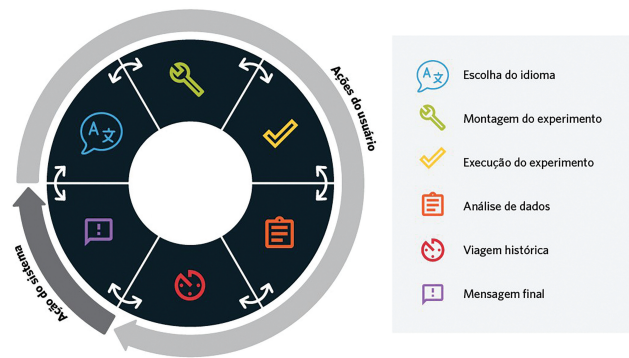 Ações do usuário
Ação do sistema
Escolha do idioma
Montagem do experimento
Execução do experimento
Análise de dados
Viagem histórica
Mensagem final